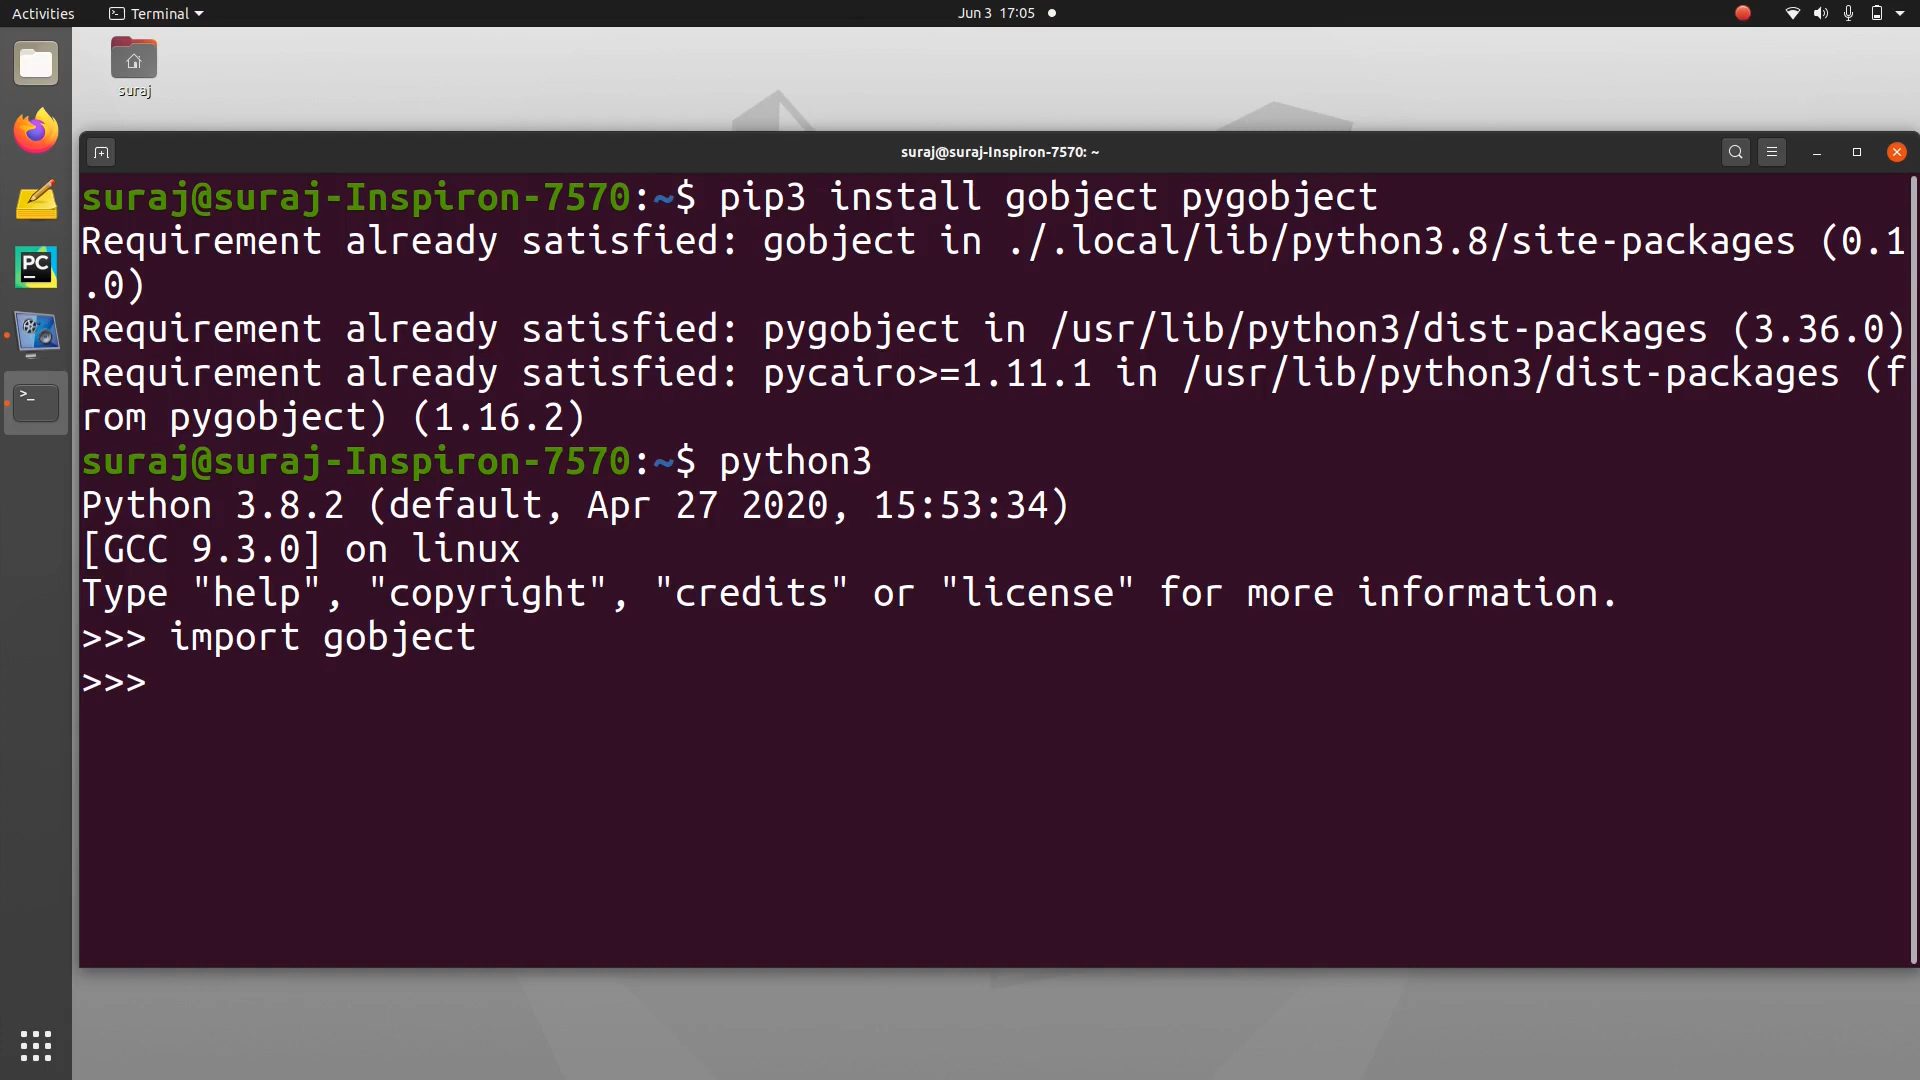 Activities
Terminal
Jun 3 17:05
suraj
suraj@suraj-Inspiron-7570: ~
suraj@suraj-Inspiron-7570:~$ pip3 install gobject pygobject
Requirement already satisfied: gobject in ./.local/lib/python3.8/site-packages (0.1
.0)
Requirement already satisfied: pygobject in /usr/lib/python3/dist-packages (3.36.0)
Requirement already satisfied: pycairo>=1.11.1 in /usr/lib/python3/dist-packages (f
rom pygobject) (1.16.2)
suraj@suraj-Inspiron-7570:~$ python3
Python 3.8.2 (default, Apr 27 2020, 15:53:34)
[GCC 9.3.0] on linux
Type "help", "copyright", "credits" or "license" for more information.
>>> import gobject
>>>
PC
>_